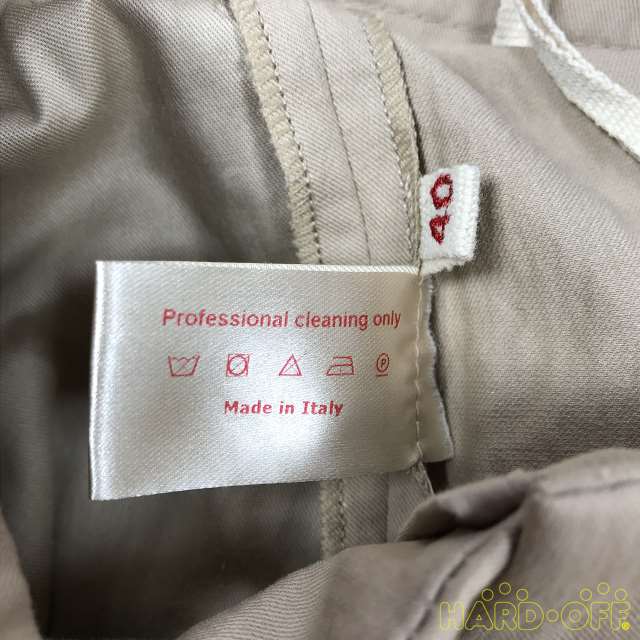 40
Professional cleaning only
P
Made in Italy
HARD·OFF